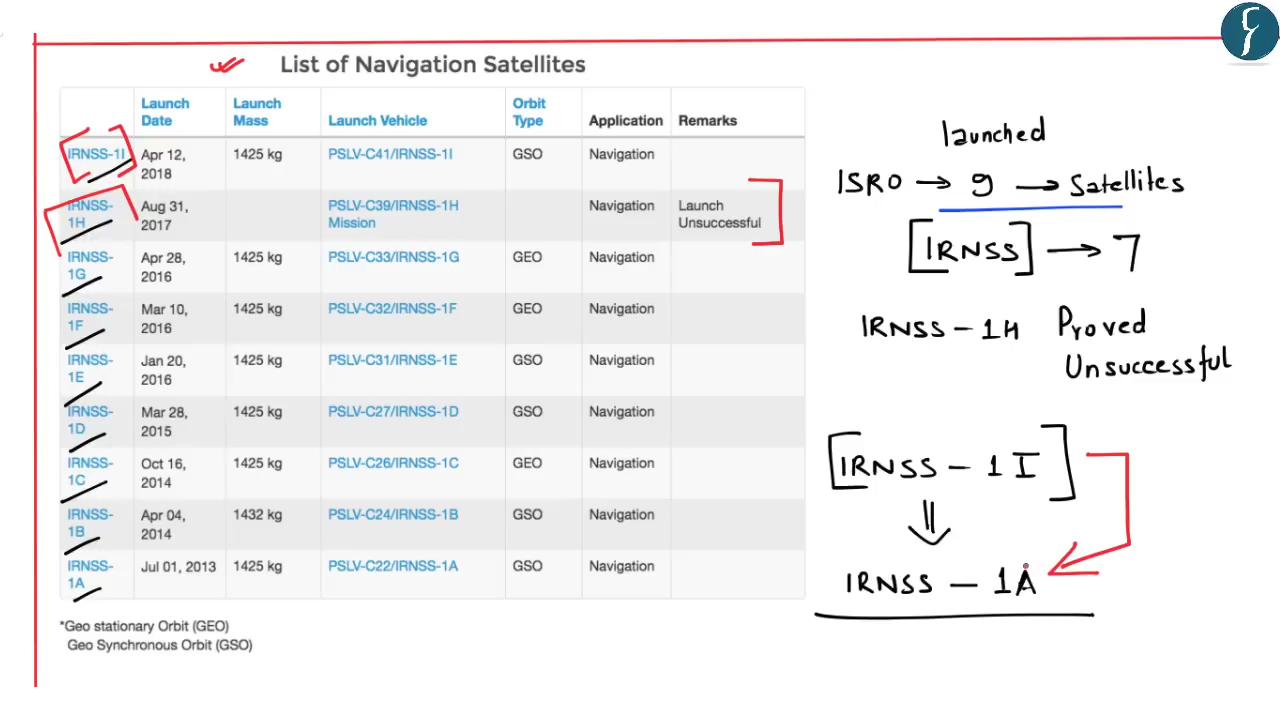 List of Navigation Satellites
Launch Date Launch Mass Launch Vehicle Orbit Type Application Remarks
IRNSS-1I Apr 12, 2018 1425 kg PSLV-C41/IRNSS-1I GSO Navigation
IRNSS-1H Aug 31, 2017 PSLV-C39/IRNSS-1H Mission Navigation Launch Unsuccessful
IRNSS-1G Apr 28, 2016 1425 kg PSLV-C33/IRNSS-1G GEO Navigation
IRNSS-1F Mar 10, 2016 1425 kg PSLV-C32/IRNSS-1F GEO Navigation
IRNSS-1E Jan 20, 2016 1425 kg PSLV-C31/IRNSS-1E GSO Navigation
IRNSS-1D Mar 28, 2015 1425 kg PSLV-C27/IRNSS-1D GSO Navigation
IRNSS-1C Oct 16, 2014 1425 kg PSLV-C26/IRNSS-1C GEO Navigation
IRNSS-1B Apr 04, 2014 1432 kg PSLV-C24/IRNSS-1B GSO Navigation
IRNSS-1A Jul 01, 2013 1425 kg PSLV-C22/IRNSS-1A GSO Navigation
*Geo stationary Orbit (GEO)
Geo Synchronous Orbit (GSO)
launched
ISRO → 9 → Satellites
[IRNSS] → 7
IRNSS - 1H Proved
Unsuccessful
[IRNSS - 1I]
⇓
IRNSS - 1A